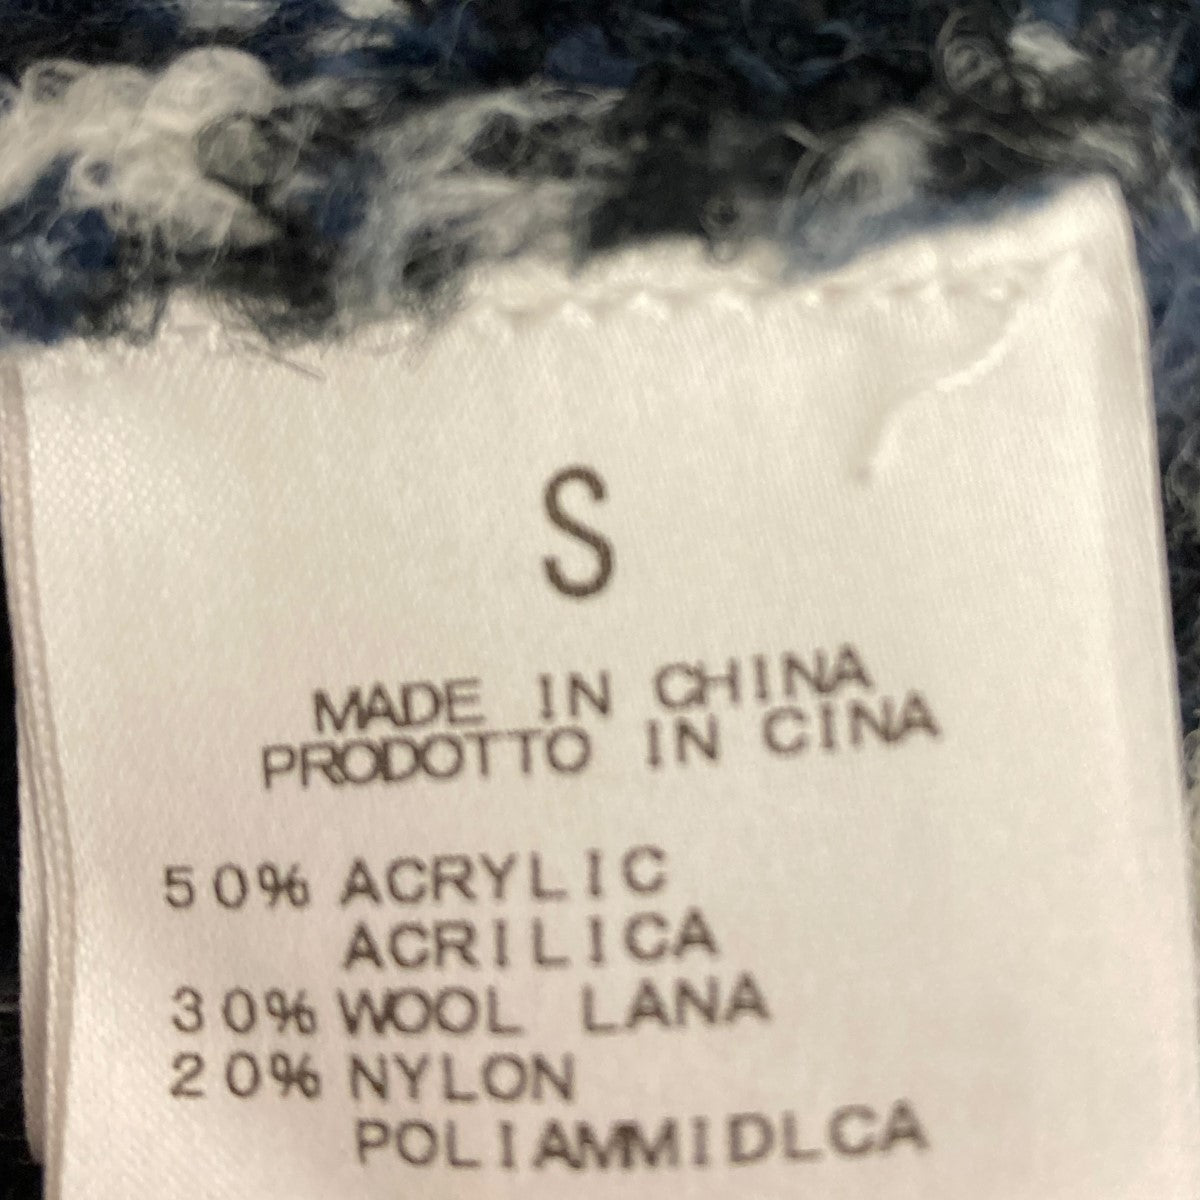 S
MADE IN CHINA
PRODOTTO IN CINA
50% ACRYLIC
ACRILICA
30% WOOL LANA
20% NYLON
POLIAMMIDLCA